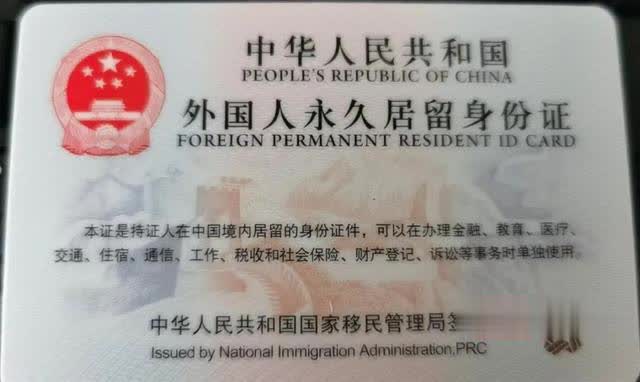 中华人民共和国
PEOPLE'S REPUBLIC OF CHINA
外国人永久居留身份证
FOREIGN PERMANENT RESIDENT ID CARD
本证是持证人在中国境内居留的身份证件，可以在办理金融、教育、医疗、
交通、住宿、通信、工作、税收和社会保险、财产登记、诉讼等事务时单独使用。
中华人民共和国国家移民管理局签
Issued by National Immigration Administration,PRC